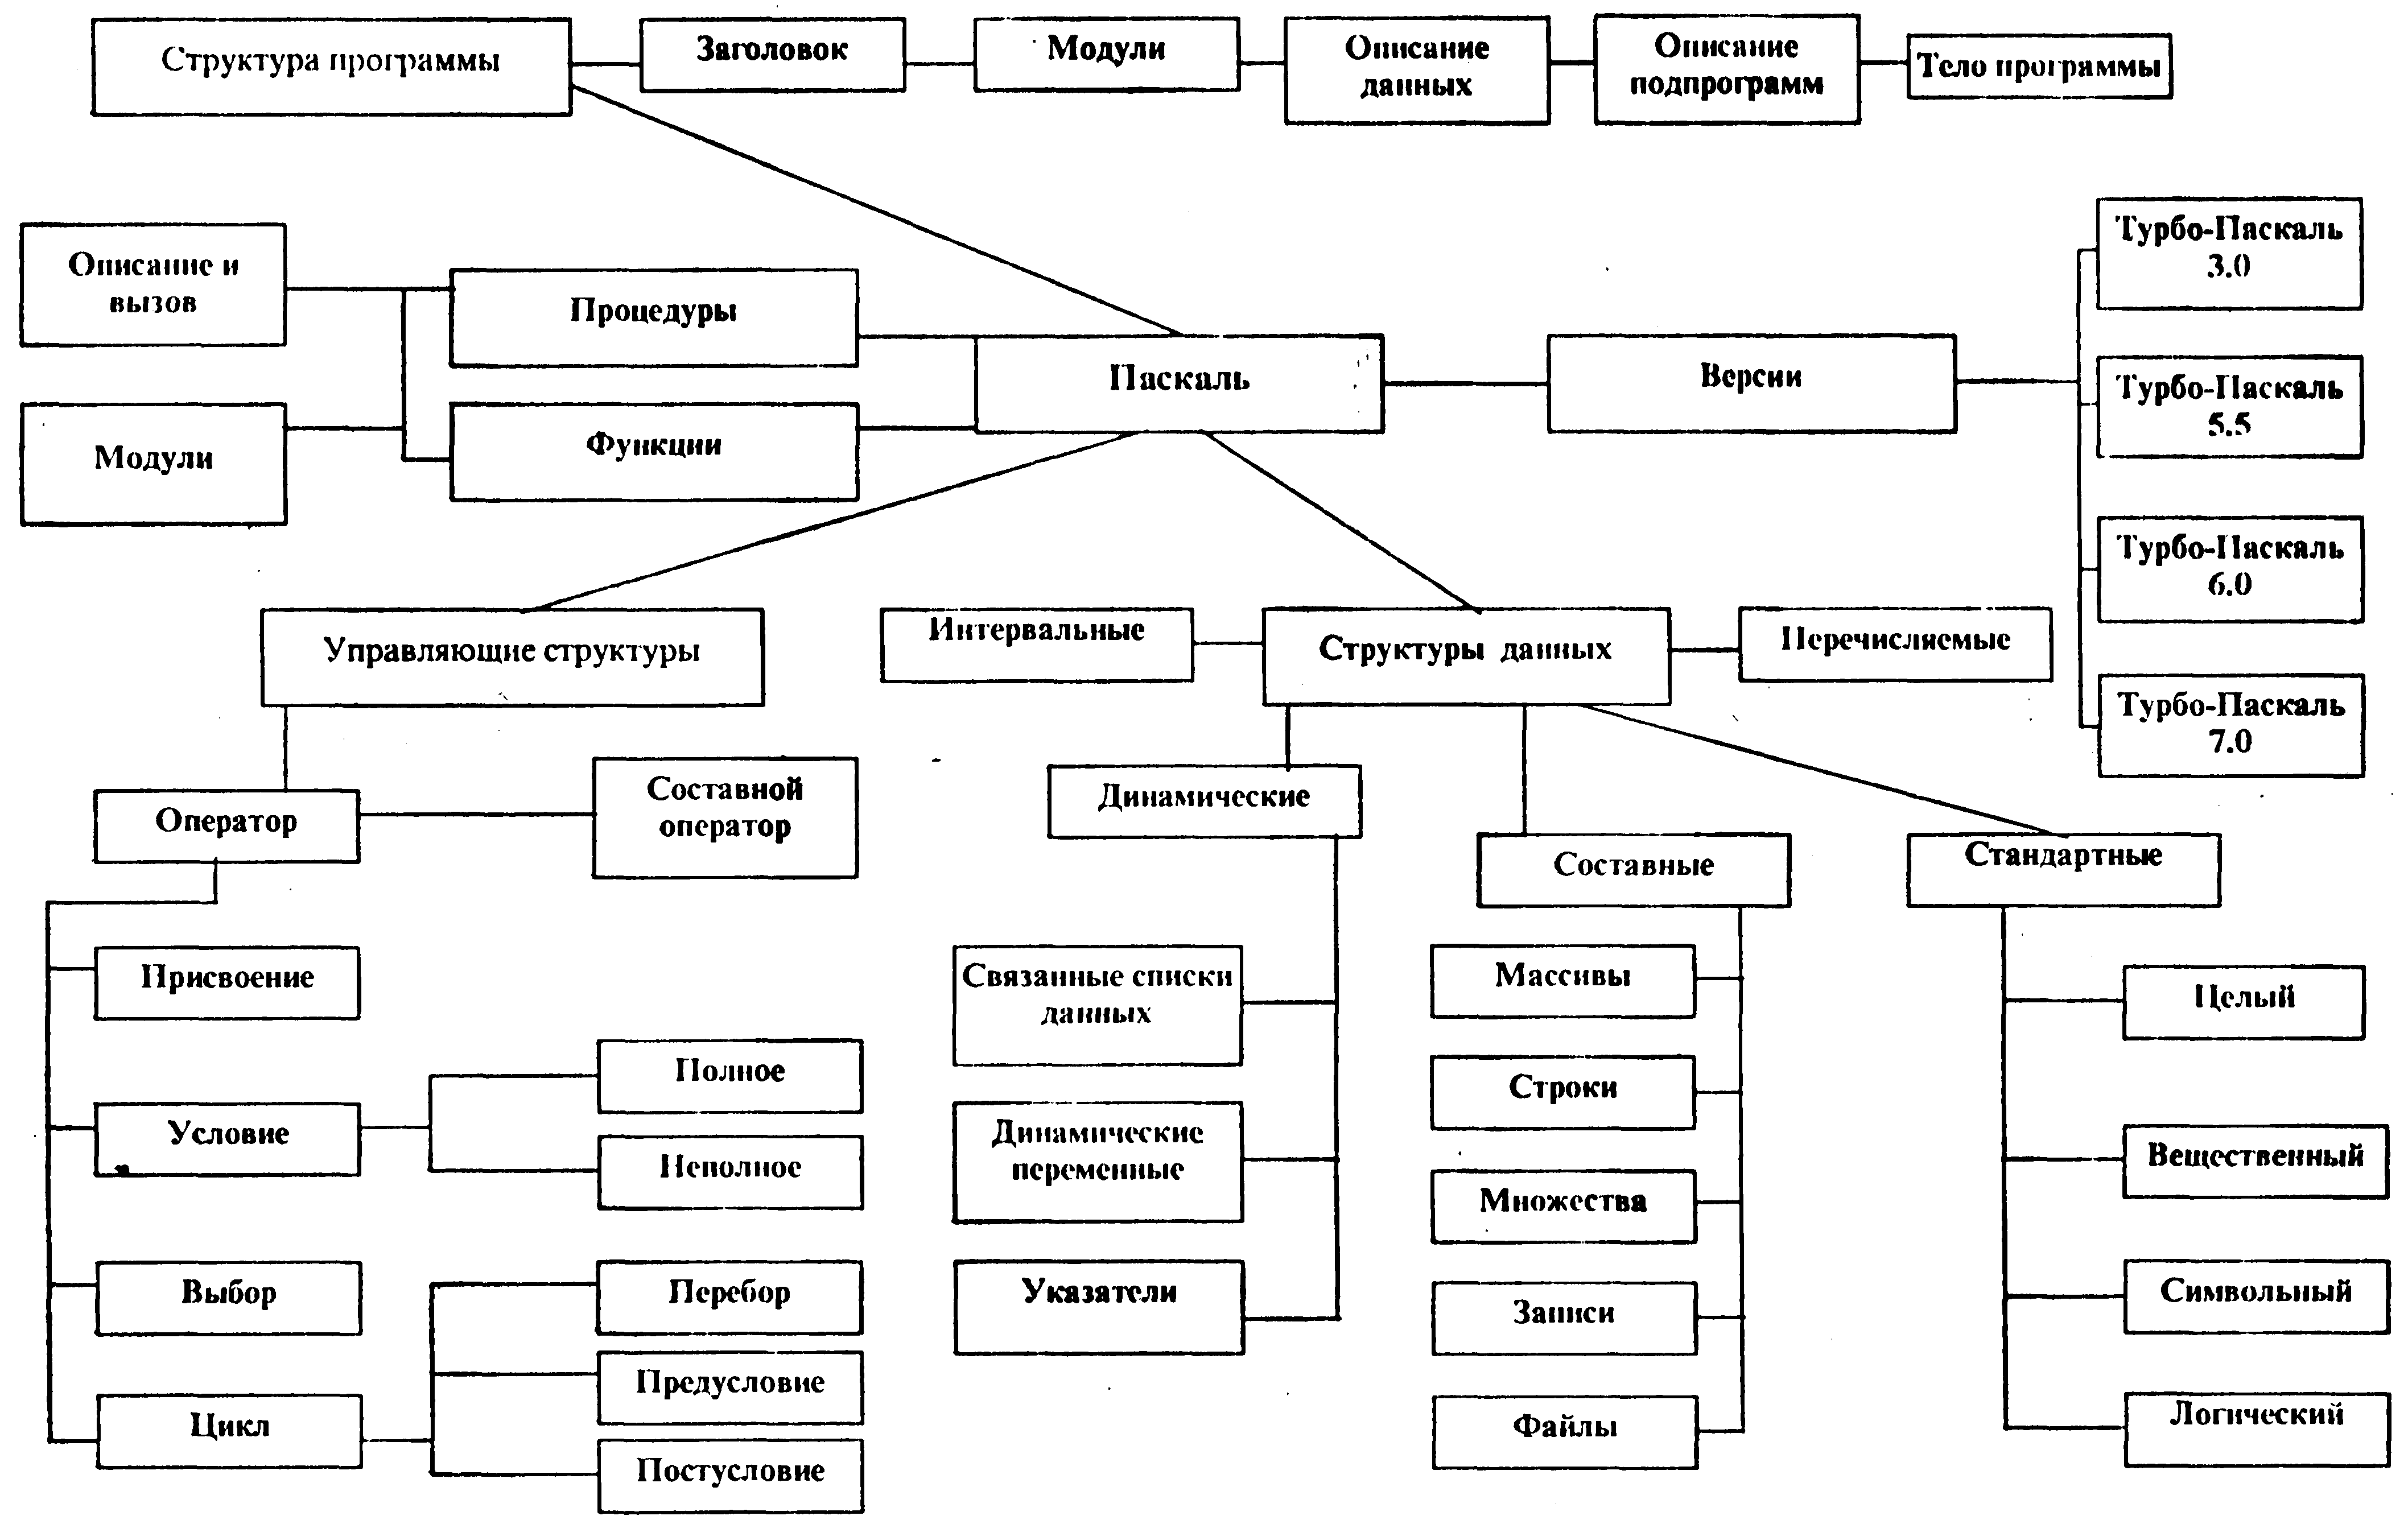 Структура программы
Заголовок
Модули
Описание
данных
Описание
подпрограмм
Тело программы
Описание и
вызов
Модули
Процедуры
Функции
Паскаль
Версии
Турбо-Паскаль
3.0
Турбо-Паскаль
5.5
Турбо-Паскаль
6.0
Турбо-Паскаль
7.0
Управляющие структуры
Интервальные
Структуры данных
Перечисляемые
Оператор
Составной
оператор
Присвоение
Условие
Полное
Неполное
Выбор
Цикл
Перебор
Предусловие
Постусловие
Динамические
Связанные списки
данных
Динамические
переменные
Указатели
Составные
Массивы
Строки
Множества
Записи
Файлы
Стандартные
Целый
Вещественный
Символьный
Логический